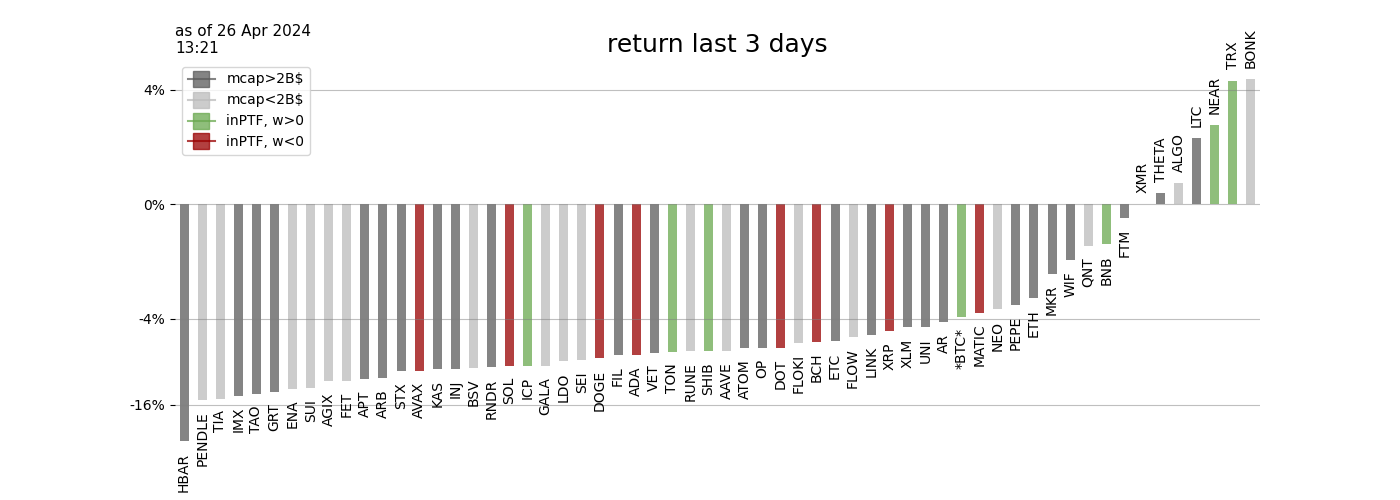 as of 26 Apr 2024
13:21
return last 3 days
mcap>2B$
mcap<2B$
inPTF, w>0
inPTF, w<0
4%
0%
-4%
-16%
HBAR
PENDLE
TIA
IMX
TAO
GRT
ENA
SUI
AGIX
FET
APT
ARB
STX
AVAX
KAS
INJ
BSV
RNDR
SOL
ICP
GALA
LDO
SEI
DOGE
FIL
ADA
VET
TON
RUNE
SHIB
AAVE
ATOM
OP
DOT
FLOKI
BCH
ETC
FLOW
LINK
XRP
XLM
UNI
AR
*BTC*
MATIC
NEO
PEPE
ETH
MKR
WIF
QNT
BNB
FTM
XMR
THETA
ALGO
LTC
NEAR
TRX
BONK